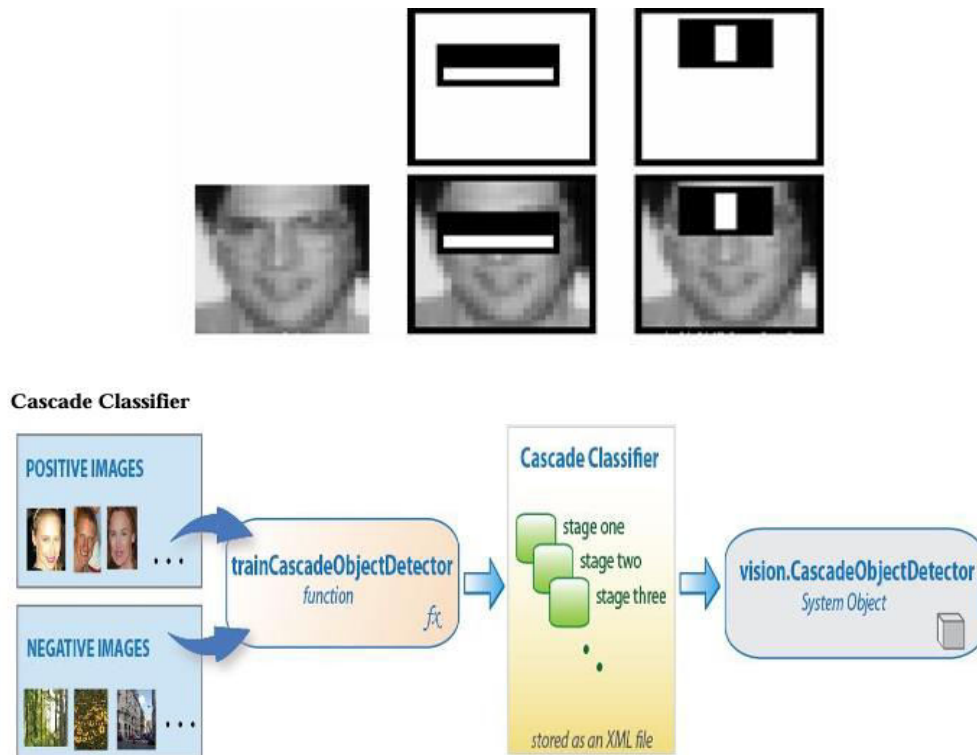 Cascade Classifier
POSITIVE IMAGES
. . .
NEGATIVE IMAGES
. . .
trainCascadeObjectDetector
function
fx
Cascade Classifier
stage one
stage two
stage three
stored as an XML file
vision.CascadeObjectDetector
System Object